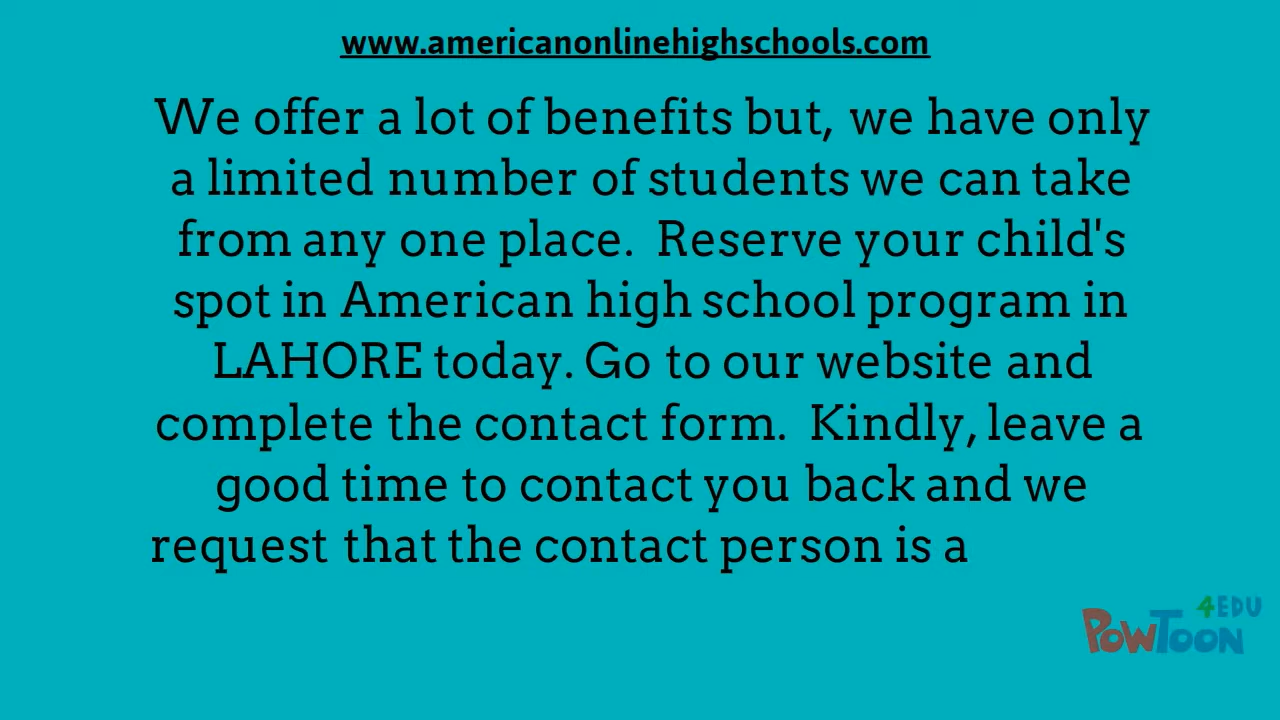 www.americanonlinehighschools.com
We offer a lot of benefits but, we have only
a limited number of students we can take
from any one place. Reserve your child's
spot in American high school program in
LAHORE today. Go to our website and
complete the contact form. Kindly, leave a
good time to contact you back and we
request that the contact person is a
4EDU
PowToon